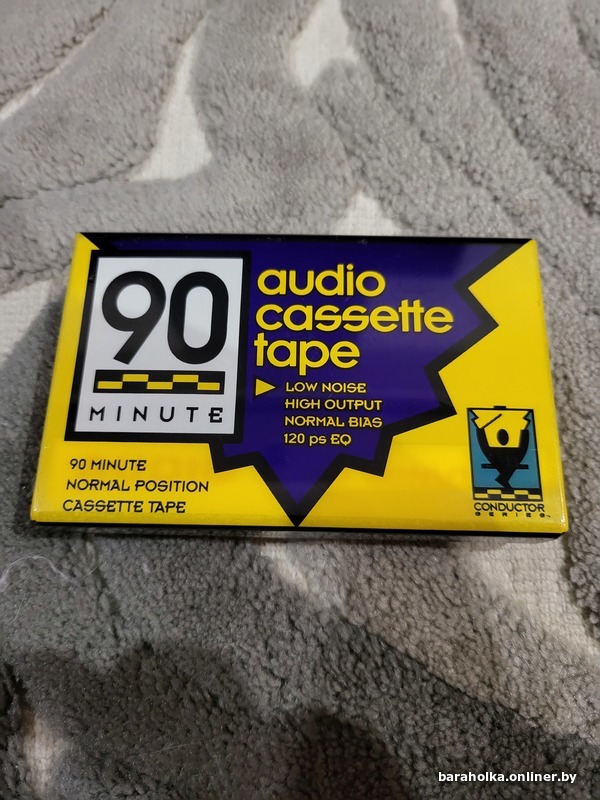 90
MINUTE
audio
cassette
tape
LOW NOISE
HIGH OUTPUT
NORMAL BIAS
120 ps EQ
90 MINUTE
NORMAL POSITION
CASSETTE TAPE
CONDUCTOR
SERIES™
baraholka.onliner.by